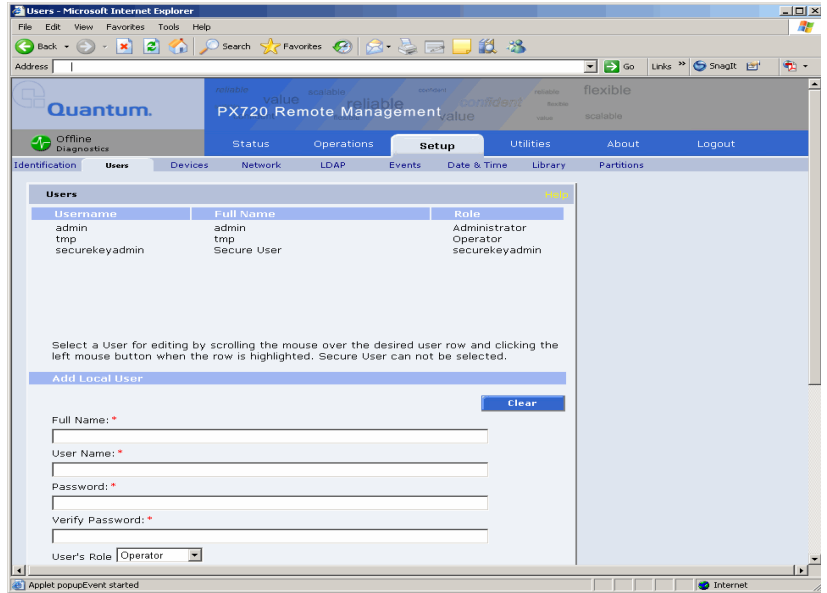 Users - Microsoft Internet Explorer
File Edit View Favorites Tools Help
Back Search Favorites
Address Go Links » SnagIt
Quantum.
PX720 Remote Management
value scalable reliable value confident reliable flexible value
flexible
scalable
Offline
Diagnostics
Status Operations Setup Utilities About Logout
Identification Users Devices Network LDAP Events Date & Time Library Partitions
Users Help
Username Full Name Role
admin admin Administrator
tmp tmp Operator
securekeyadmin Secure User securekeyadmin
Select a User for editing by scrolling the mouse over the desired user row and clicking the
left mouse button when the row is highlighted. Secure User can not be selected.
Add Local User
Clear
Full Name: *
User Name: *
Password: *
Verify Password: *
User's Role Operator
Applet popupEvent started Internet